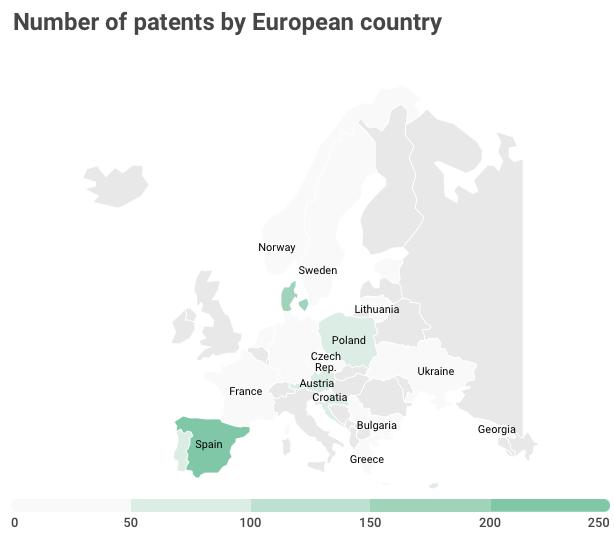 Number of patents by European country
Norway
Sweden
Lithuania
Poland
Czech
Rep.
Ukraine
Austria
France
Croatia
Bulgaria
Georgia
Spain
Greece
0 50 100 150 200 250